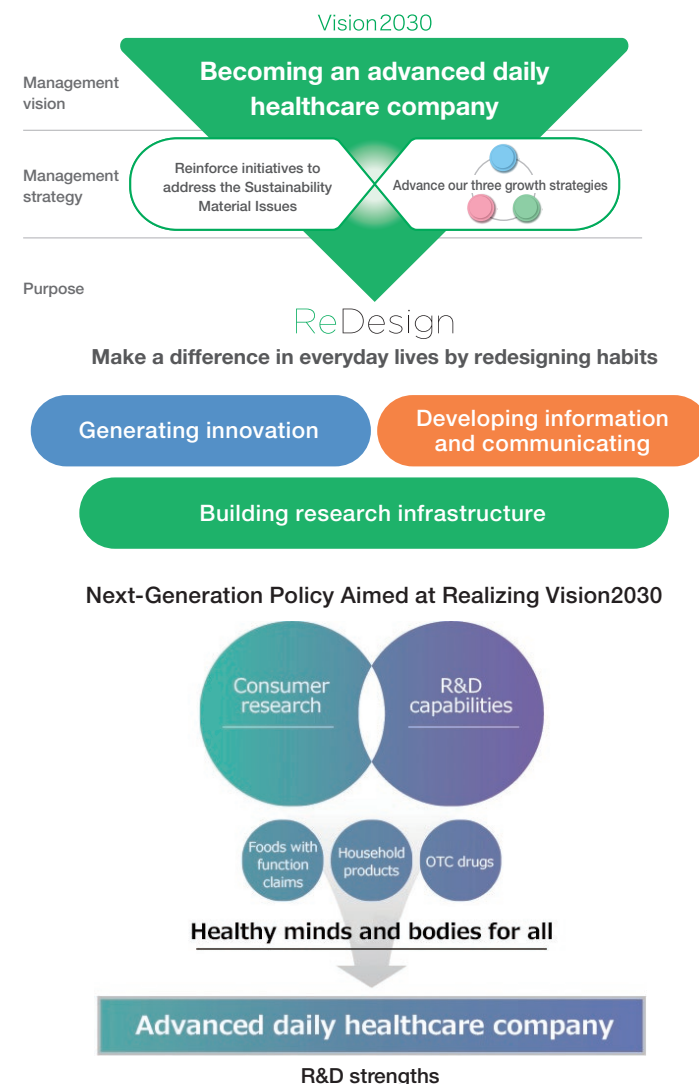 Vision2030
Management
vision
Becoming an advanced daily
healthcare company
Management
strategy
Reinforce initiatives to
address the Sustainability
Material Issues
Advance our three growth strategies
Purpose
ReDesign
Make a difference in everyday lives by redesigning habits
Generating innovation
Developing information
and communicating
Building research infrastructure
Next-Generation Policy Aimed at Realizing Vision2030
Consumer
research
R&D
capabilities
Foods with
function
claims
Household
products
OTC drugs
Healthy minds and bodies for all
Advanced daily healthcare company
R&D strengths